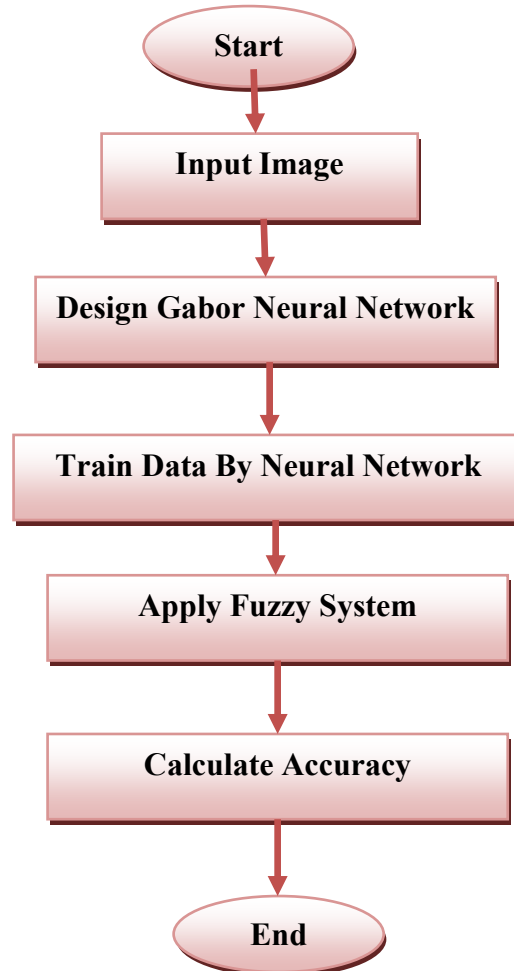 Start
Input Image
Design Gabor Neural Network
Train Data By Neural Network
Apply Fuzzy System
Calculate Accuracy
End